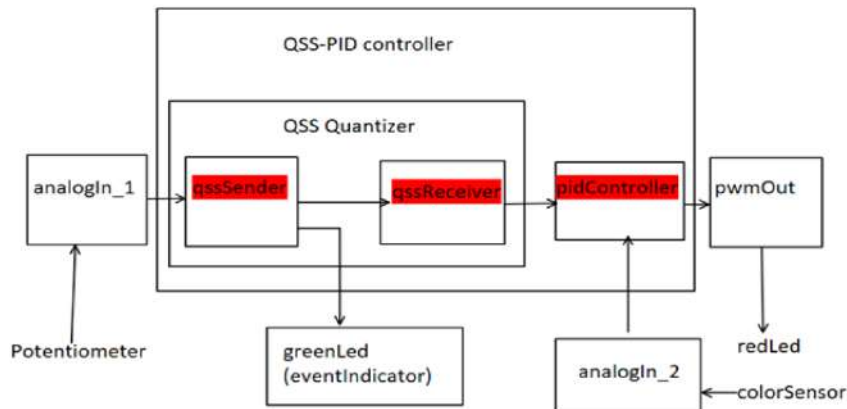 QSS-PID controller
QSS Quantizer
analogIn_1
qssSender
qssReceiver
pidController
pwmOut
Potentiometer
greenLed
(eventIndicator)
analogIn_2
redLed
colorSensor